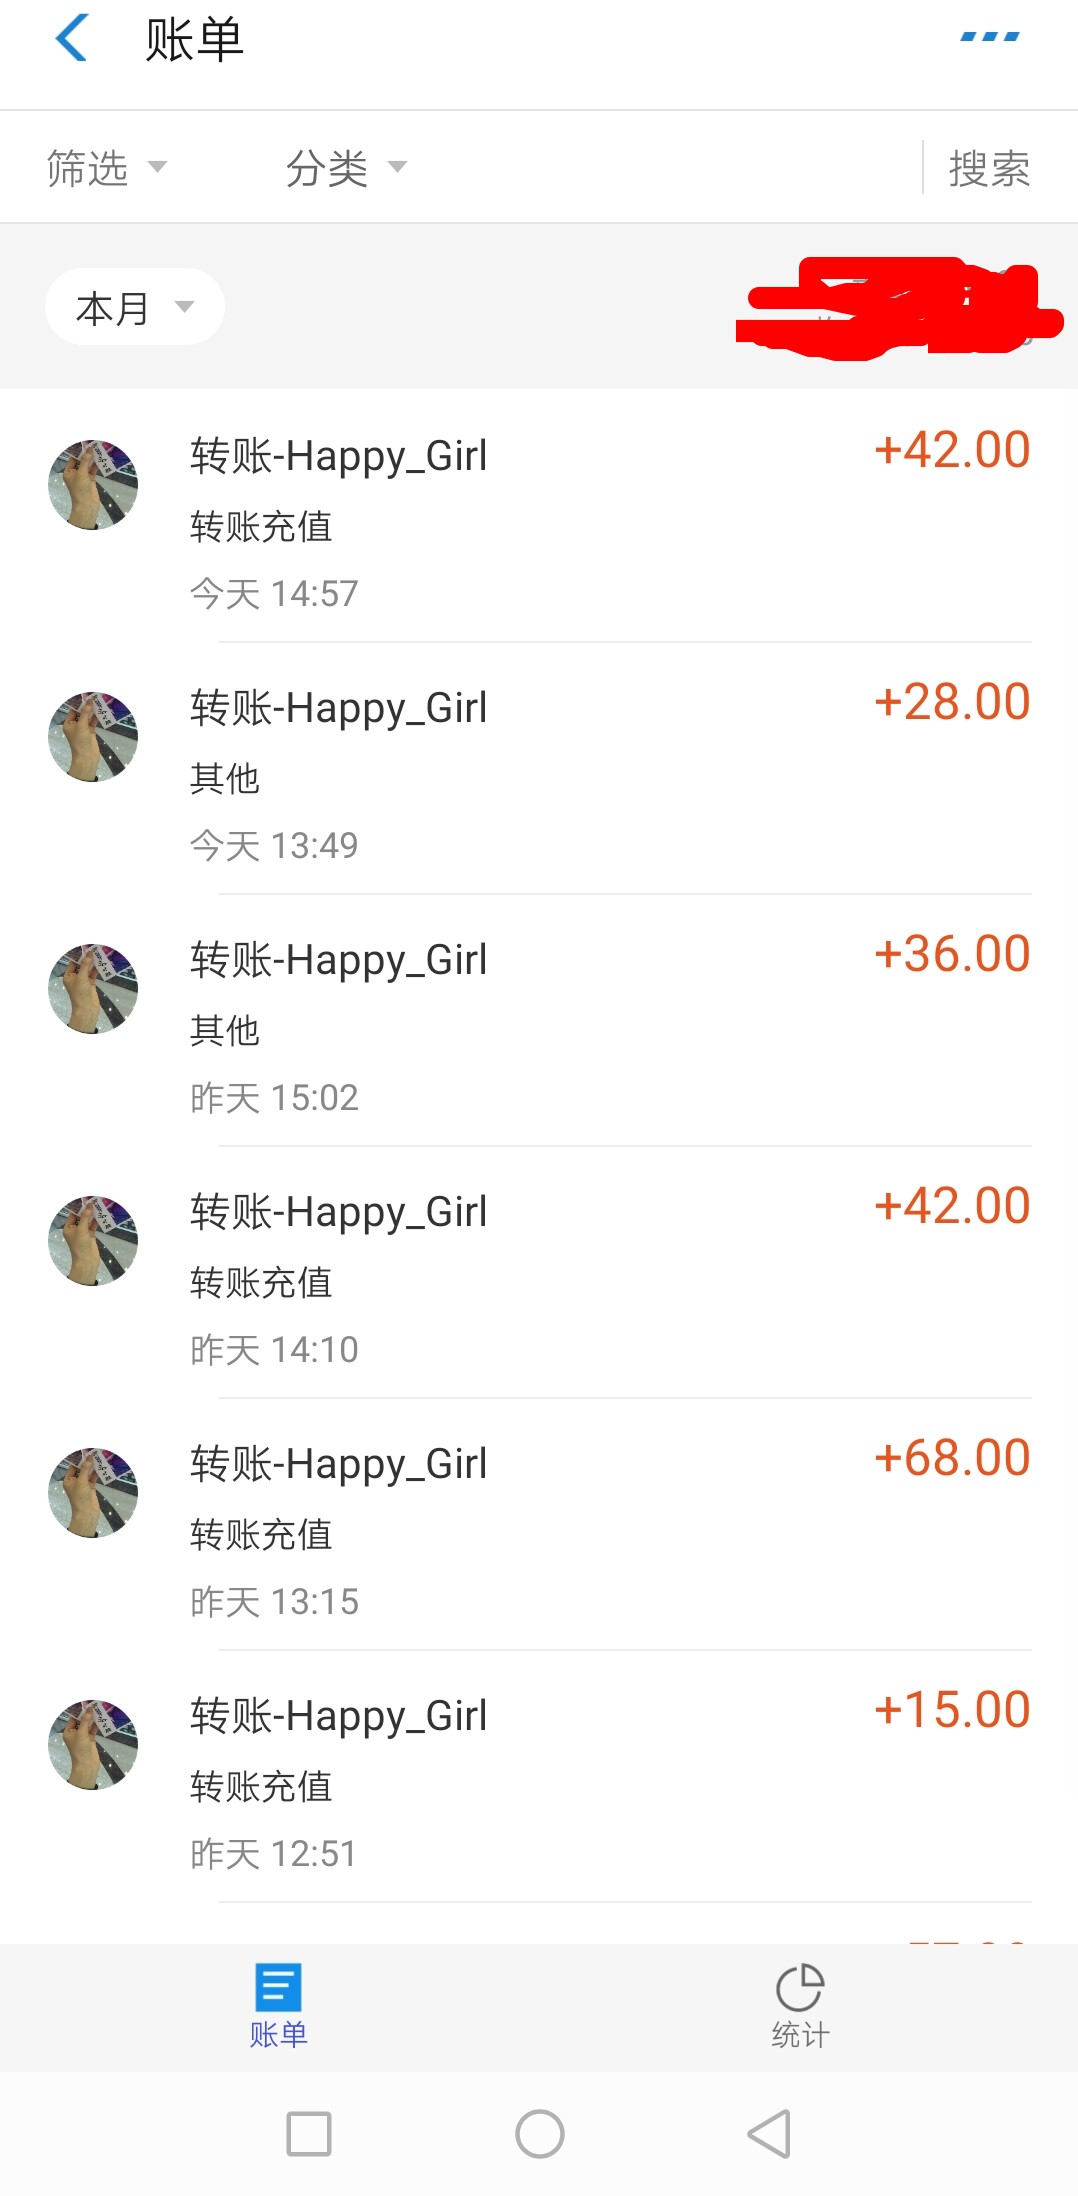 账单
筛选 分类 搜索
本月
转账-Happy_Girl +42.00
转账充值
今天 14:57
转账-Happy_Girl +28.00
其他
今天 13:49
转账-Happy_Girl +36.00
其他
昨天 15:02
转账-Happy_Girl +42.00
转账充值
昨天 14:10
转账-Happy_Girl +68.00
转账充值
昨天 13:15
转账-Happy_Girl +15.00
转账充值
昨天 12:51
账单 统计